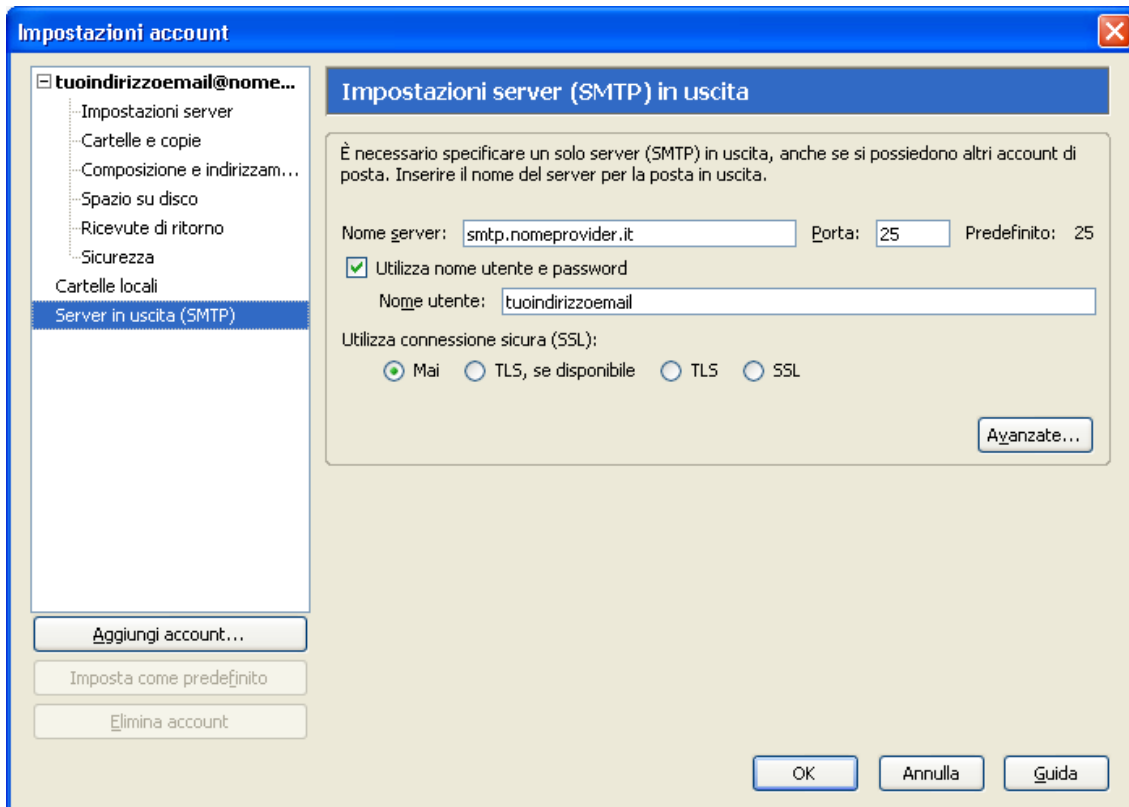 Impostazioni account
tuoindirizzoemail@nome...
Impostazioni server
Cartelle e copie
Composizione e indirizzam...
Spazio su disco
Ricevute di ritorno
Sicurezza
Cartelle locali
Server in uscita (SMTP)
Aggiungi account...
Imposta come predefinito
Elimina account
Impostazioni server (SMTP) in uscita
È necessario specificare un solo server (SMTP) in uscita, anche se si possiedono altri account di
posta. Inserire il nome del server per la posta in uscita.
Nome server: smtp.nomeprovider.it Porta: 25 Predefinito: 25
Utilizza nome utente e password
Nome utente: tuoindirizzoemail
Utilizza connessione sicura (SSL):
Mai TLS, se disponibile TLS SSL
Avanzate...
OK Annulla Guida